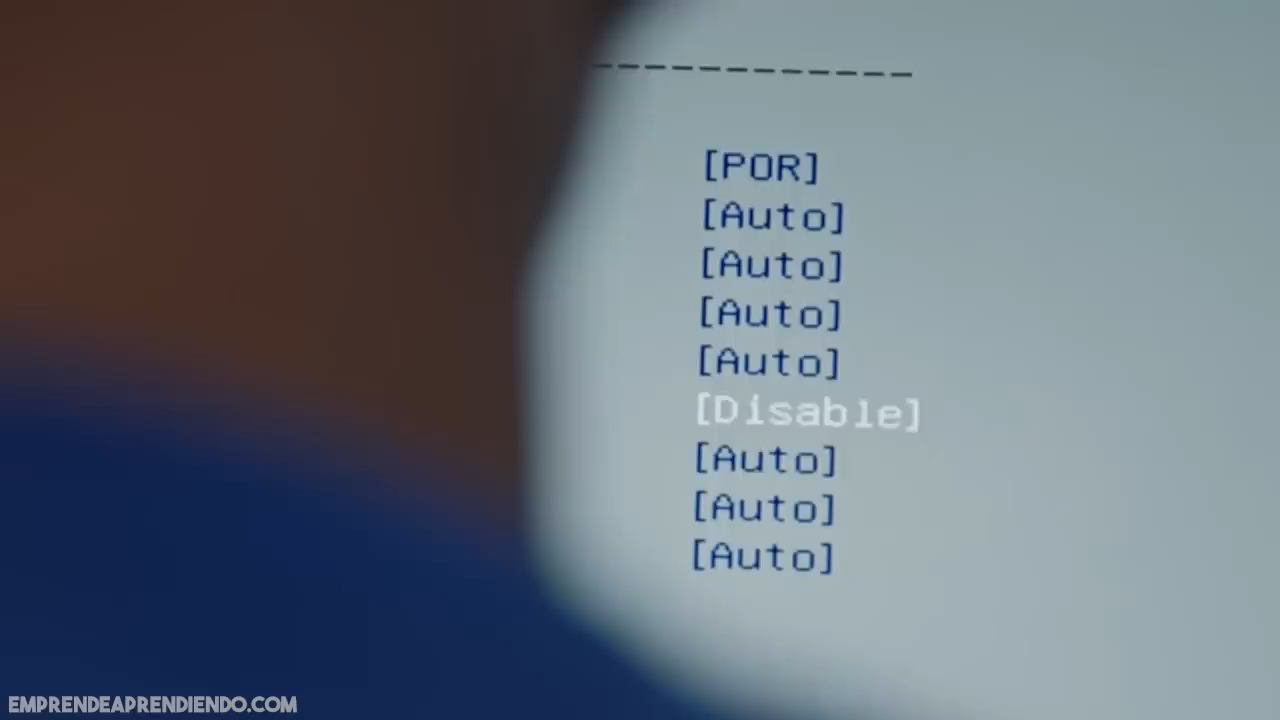 -------------
[POR]
[Auto]
[Auto]
[Auto]
[Auto]
[Disable]
[Auto]
[Auto]
[Auto]
EMPRENDEAPRENDIENDO.COM